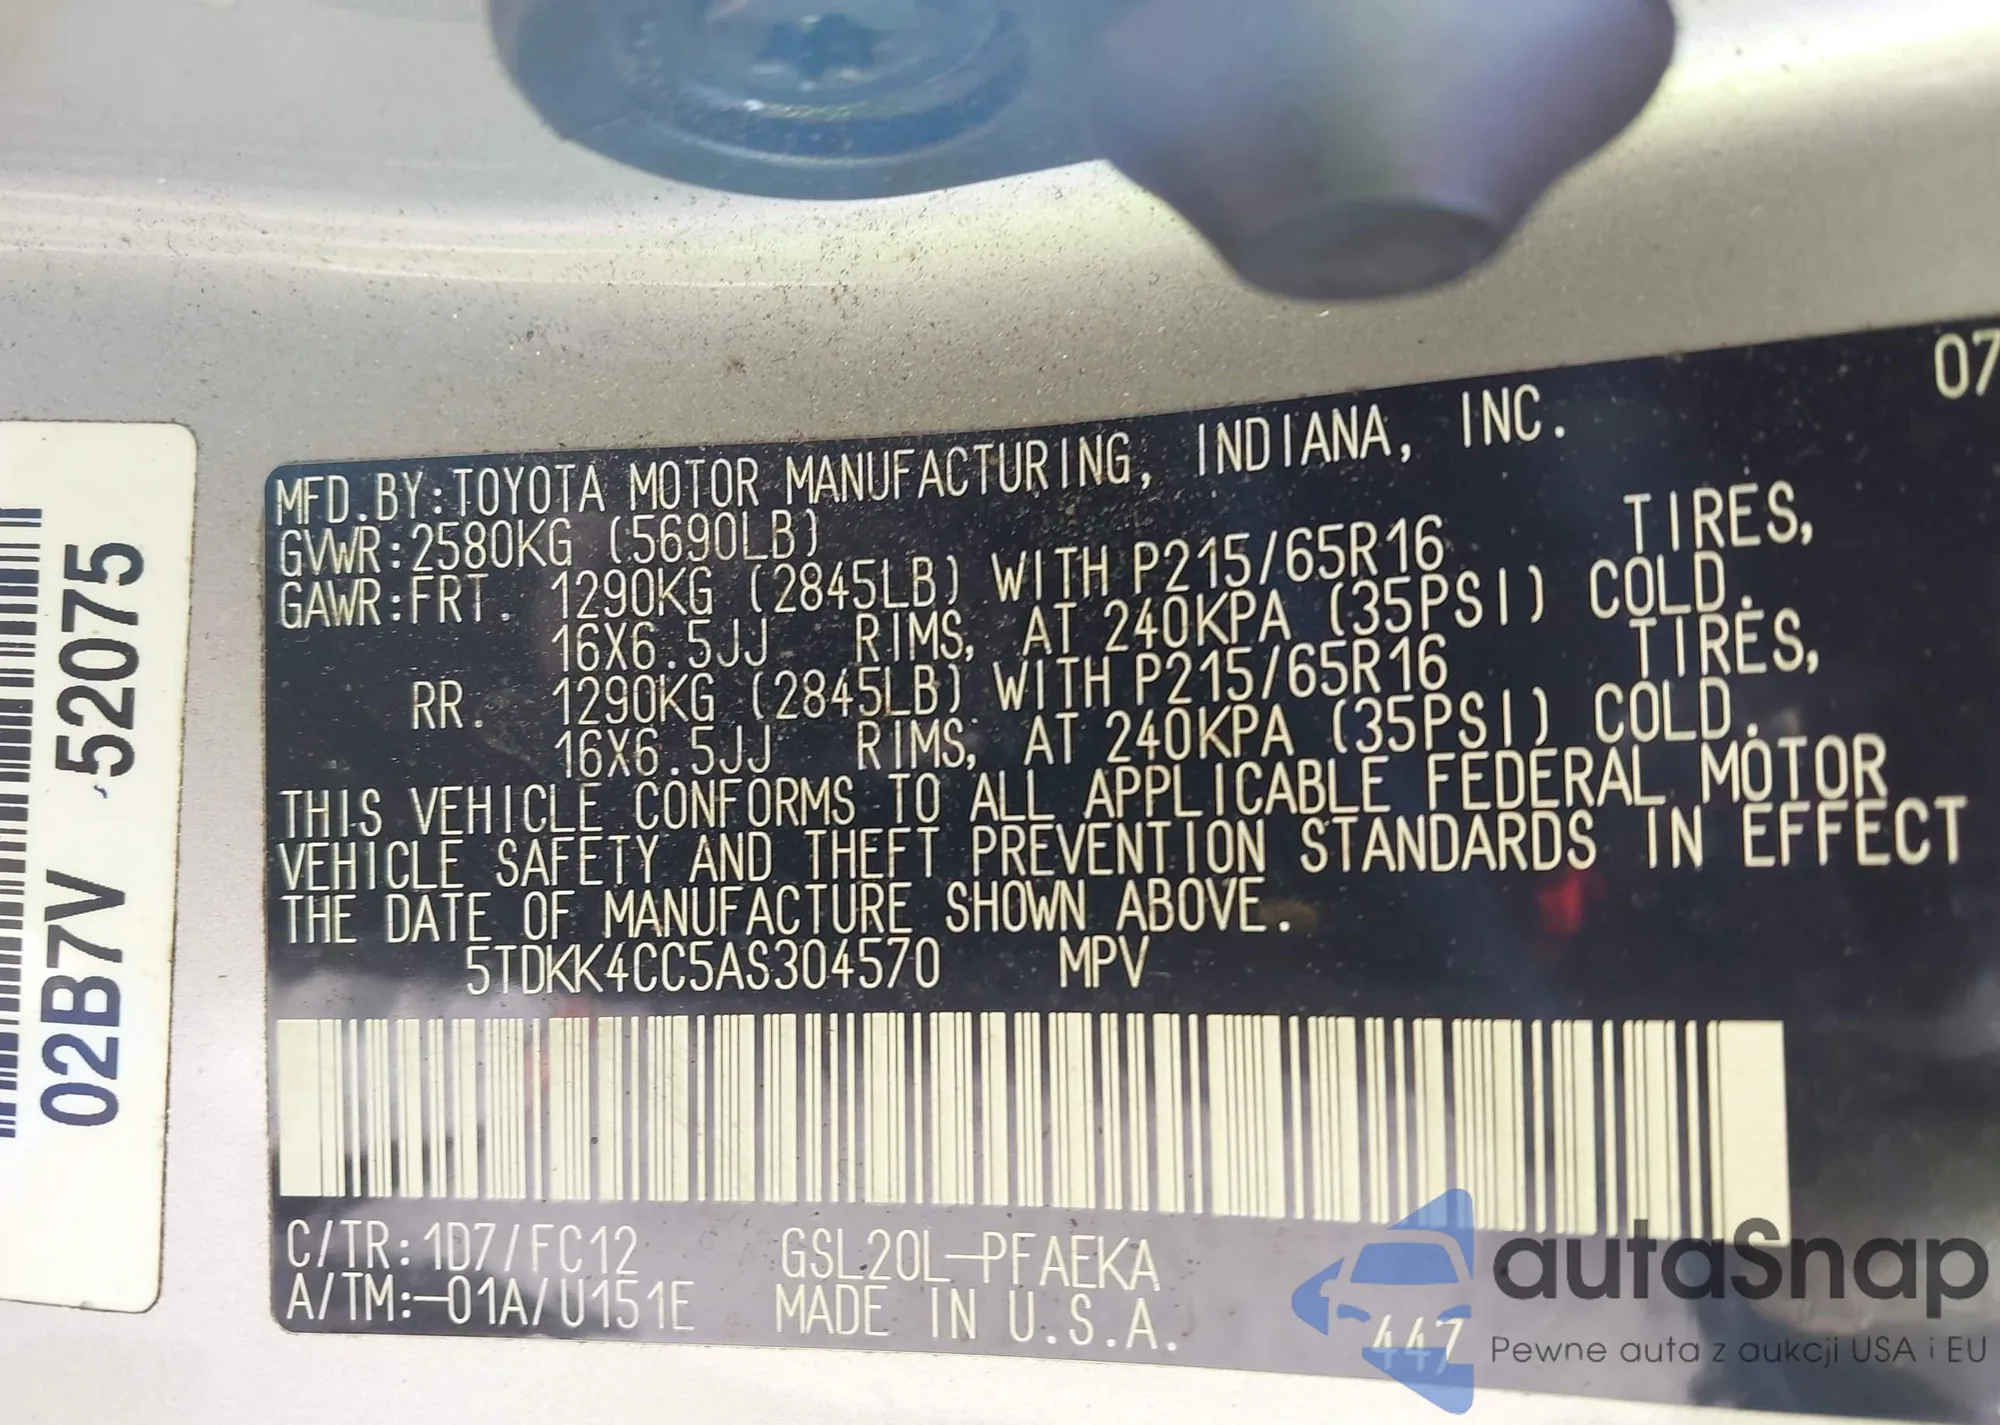 07
MFD.BY:TOYOTA MOTOR MANUFACTURING, INDIANA, INC.
GVWR:2580KG (5690LB)
GAWR:FRT. 1290KG (2845LB) WITH P215/65R16 TIRES,
16X6.5JJ RIMS, AT 240KPA (35PSI) COLD.
RR. 1290KG (2845LB) WITH P215/65R16 TIRES,
16X6.5JJ RIMS, AT 240KPA (35PSI) COLD.
THIS VEHICLE CONFORMS TO ALL APPLICABLE FEDERAL MOTOR
VEHICLE SAFETY AND THEFT PREVENTION STANDARDS IN EFFECT
THE DATE OF MANUFACTURE SHOWN ABOVE.
5TDKK4CC5AS304570 MPV
C/TR:1D7/FC12 GSL20L-PFAEKA
A/TM:-01A/U151E MADE IN U.S.A. 447
02B7V 52075
autoSnap
Pewne auta z aukcji USA i EU